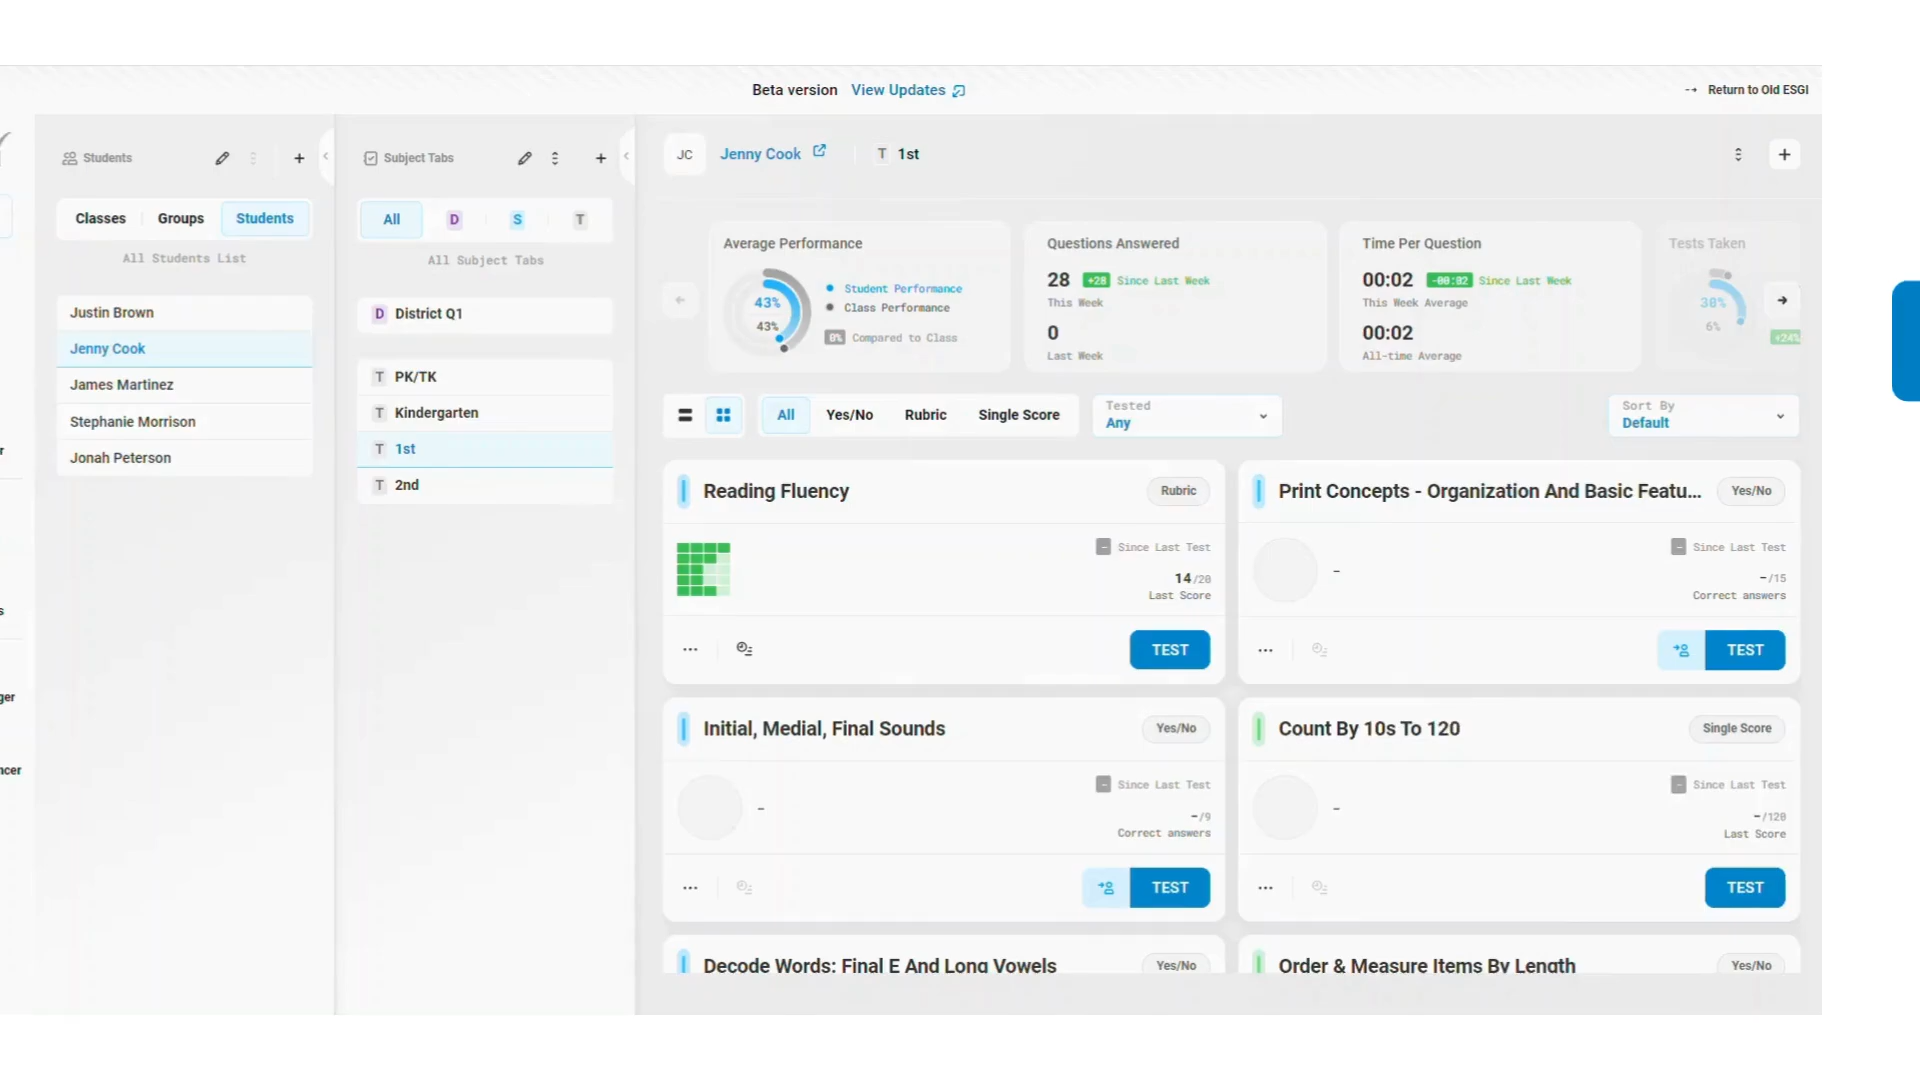 Beta version View Updates
Return to Old ESGI
Students
Classes Groups Students
All Students List
Justin Brown
Jenny Cook
James Martinez
Stephanie Morrison
Jonah Peterson
Subject Tabs
All D S T
All Subject Tabs
D District Q1
T PK/TK
T Kindergarten
T 1st
T 2nd
JC Jenny Cook T 1st
Average Performance
43%
43%
Student Performance
Class Performance
0% Compared to Class
Questions Answered
28 +28 Since Last Week
This Week
0
Last Week
Time Per Question
00:02 -00:02 Since Last Week
This Week Average
00:02
All-time Average
Tests Taken
30%
6%
+24%
All Yes/No Rubric Single Score
Tested
Any
Sort By
Default
Reading Fluency Rubric
- Since Last Test
14/20
Last Score
TEST
Print Concepts - Organization And Basic Featu... Yes/No
-
- Since Last Test
-/15
Correct answers
TEST
Initial, Medial, Final Sounds Yes/No
-
- Since Last Test
-/9
Correct answers
TEST
Count By 10s To 120 Single Score
-
- Since Last Test
-/120
Last Score
TEST
Decode Words: Final E And Long Vowels Yes/No
Order & Measure Items By Length Yes/No
r
s
ger
ncer